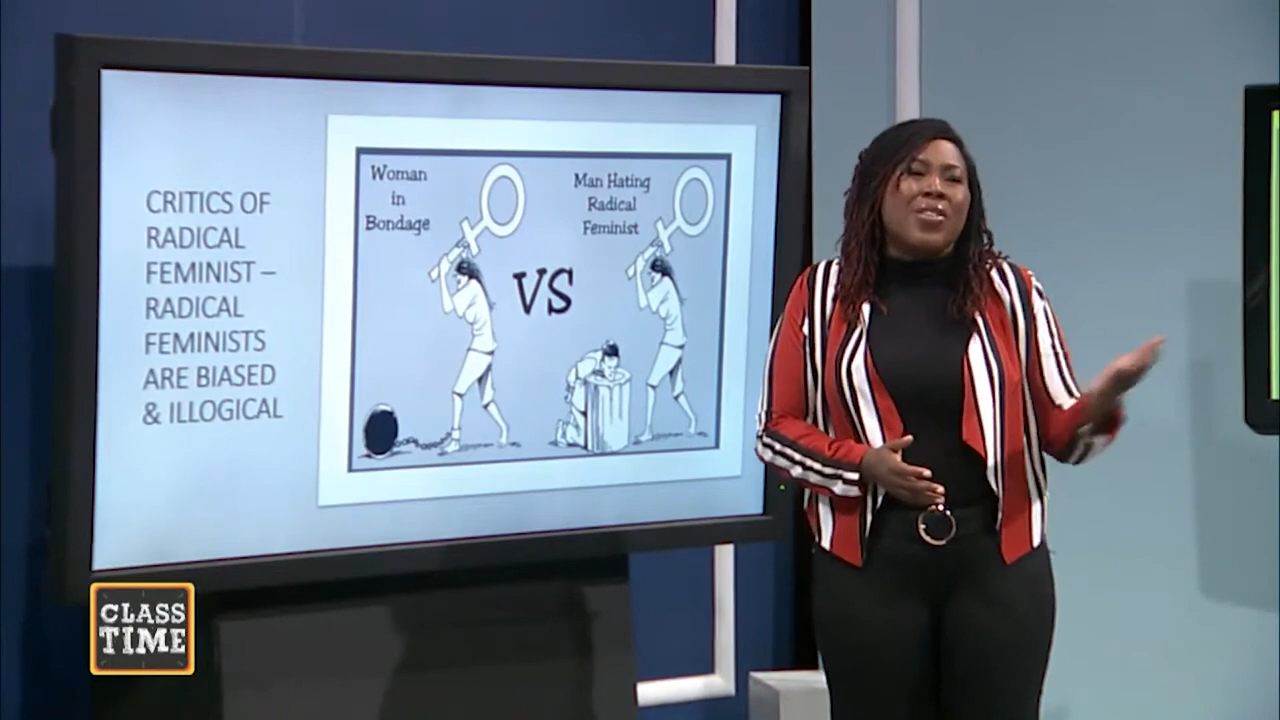 CRITICS OF
RADICAL
FEMINIST –
RADICAL
FEMINISTS
ARE BIASED
& ILLOGICAL
Woman
in
Bondage
VS
Man Hating
Radical
Feminist
CLASS
TIME